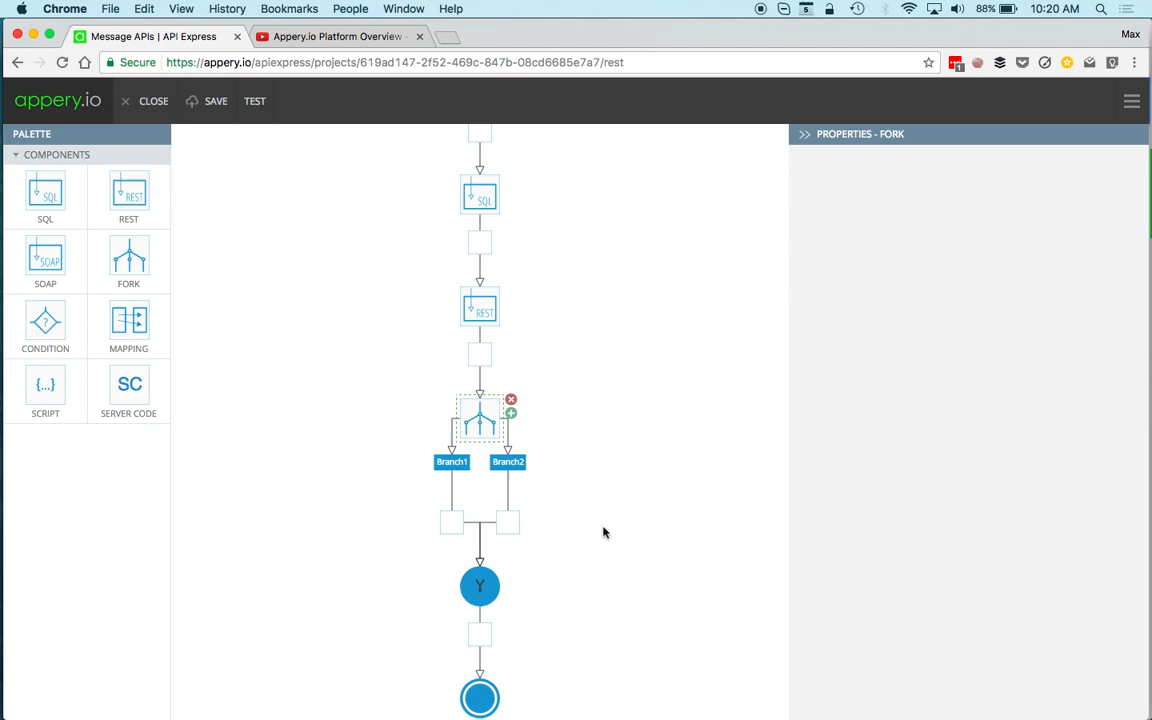 Chrome File Edit View History Bookmarks People Window Help 5 88% 10:20 AM
Message APIs | API Express Appery.io Platform Overview - Max
Secure https://appery.io/apiexpress/projects/619ad147-2f52-469c-847b-08cd6685e7a7/rest 1
appery.io CLOSE SAVE TEST
PALETTE PROPERTIES - FORK
COMPONENTS
SQL REST SQL
SQL REST
SOAP
SOAP FORK
REST
? 
CONDITION MAPPING
{...} SC
SCRIPT SERVER CODE
Branch1 Branch2
Y